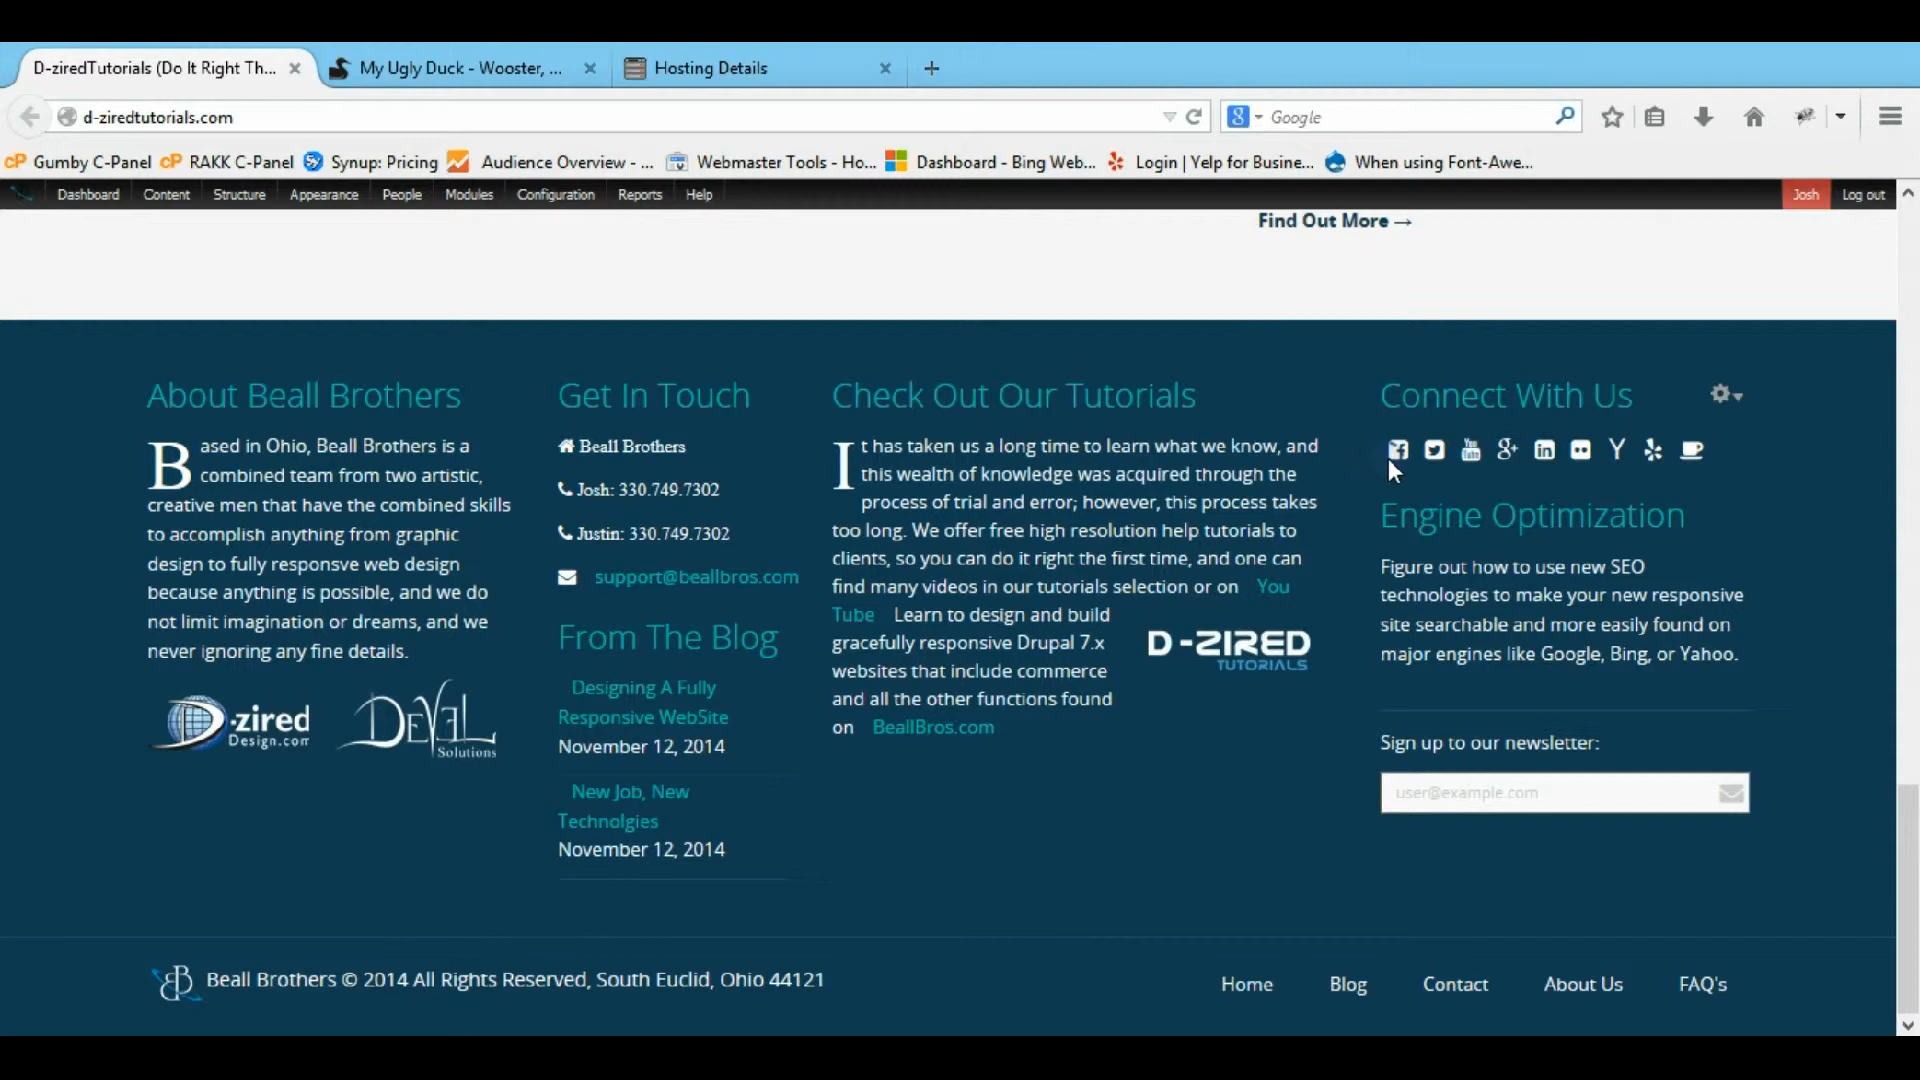 D-ziredTutorials (Do It Right Th...
My Ugly Duck - Wooster, ...
Hosting Details
d-ziredtutorials.com
Google
Gumby C-Panel
RAKK C-Panel
Synup: Pricing
Audience Overview - ...
Webmaster Tools - Ho...
Dashboard - Bing Web...
Login | Yelp for Busine...
When using Font-Awe...
Dashboard
Content
Structure
Appearance
People
Modules
Configuration
Reports
Help
Josh
Log out
Find Out More →
About Beall Brothers
Based in Ohio, Beall Brothers is a
combined team from two artistic,
creative men that have the combined skills
to accomplish anything from graphic
design to fully responsve web design
because anything is possible, and we do
not limit imagination or dreams, and we
never ignoring any fine details.
D-zired
Design.com
DEVEL
Solutions
Get In Touch
Beall Brothers
Josh: 330.749.7302
Justin: 330.749.7302
support@beallbros.com
From The Blog
Designing A Fully
Responsive WebSite
November 12, 2014
New Job, New
Technolgies
November 12, 2014
Check Out Our Tutorials
It has taken us a long time to learn what we know, and
this wealth of knowledge was acquired through the
process of trial and error; however, this process takes
too long. We offer free high resolution help tutorials to
clients, so you can do it right the first time, and one can
find many videos in our tutorials selection or on You
Tube Learn to design and build
gracefully responsive Drupal 7.x
websites that include commerce
and all the other functions found
on BeallBros.com
D-ZIRED
TUTORIALS
Connect With Us
Engine Optimization
Figure out how to use new SEO
technologies to make your new responsive
site searchable and more easily found on
major engines like Google, Bing, or Yahoo.
Sign up to our newsletter:
user@example.com
Beall Brothers © 2014 All Rights Reserved, South Euclid, Ohio 44121
Home
Blog
Contact
About Us
FAQ's